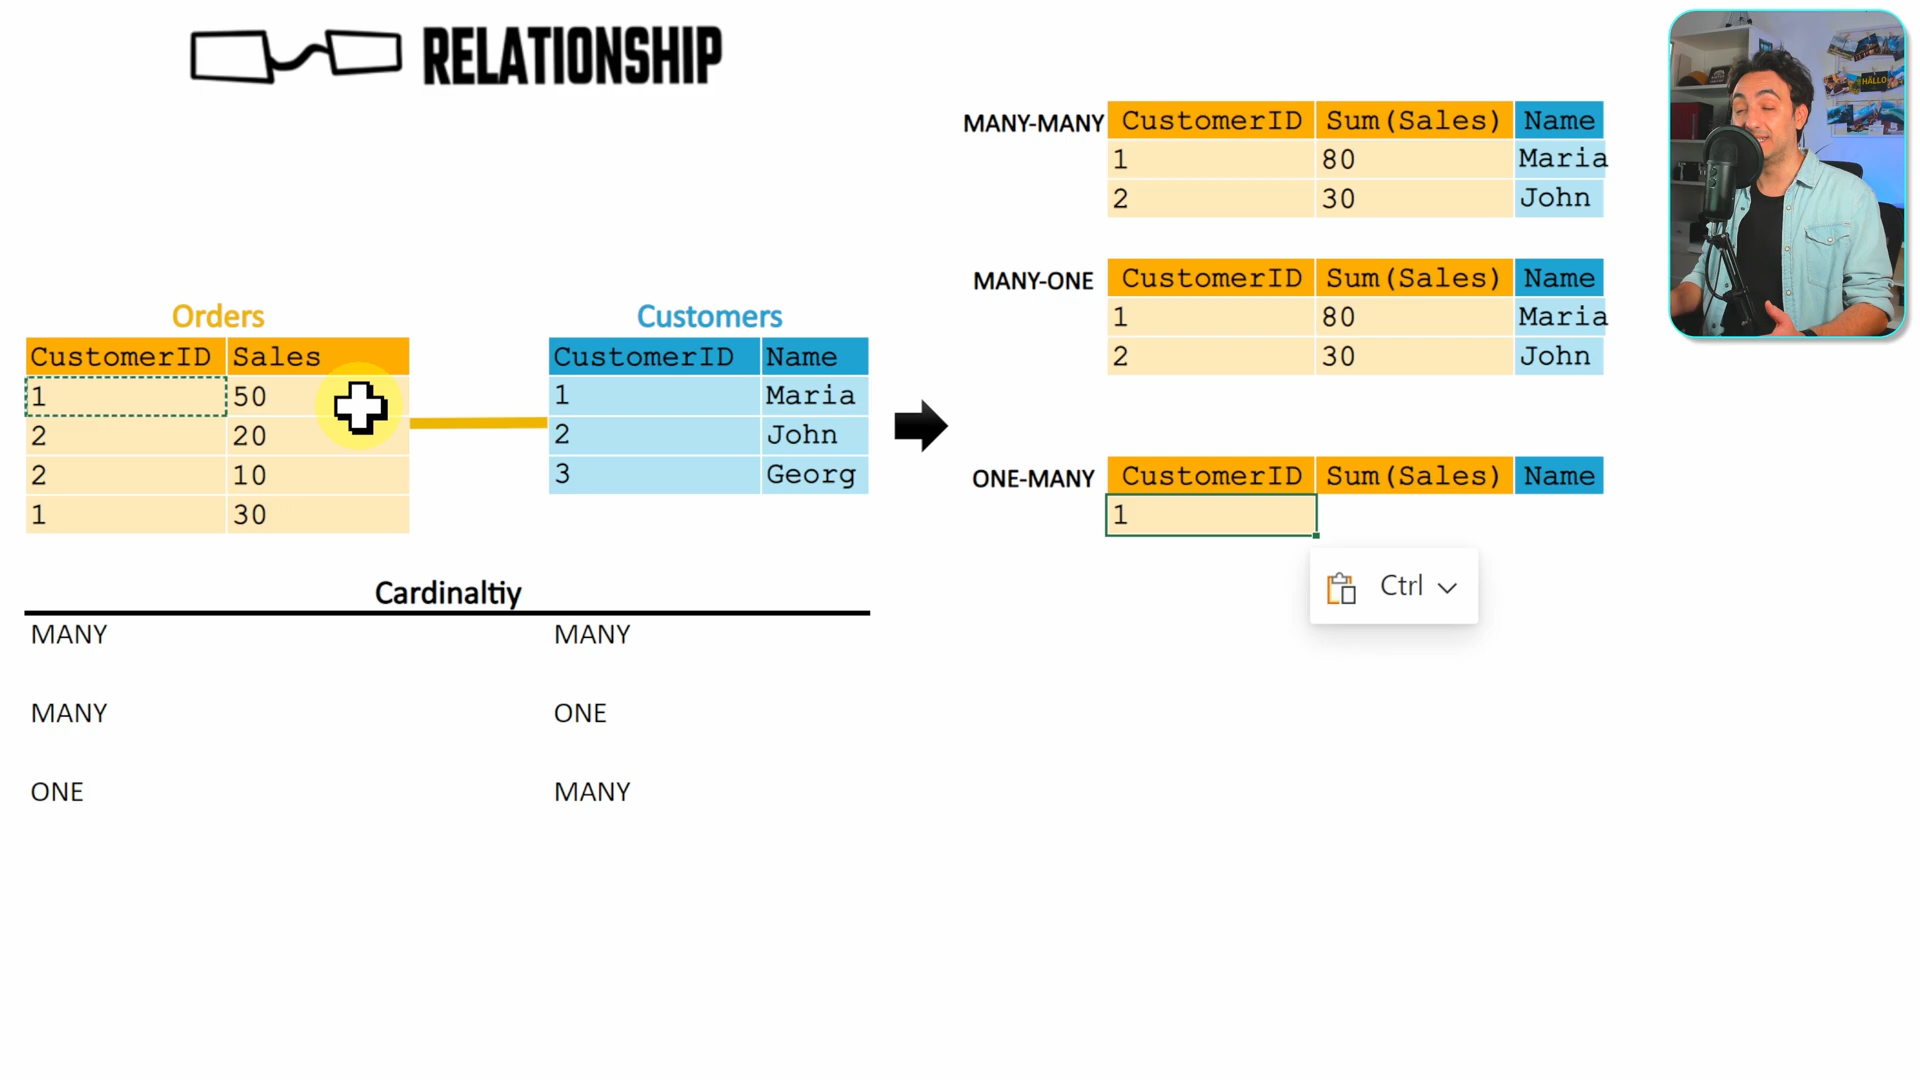 RELATIONSHIP
Orders
CustomerID Sales
1 50
2 20
2 10
1 30
Customers
CustomerID Name
1 Maria
2 John
3 Georg
Cardinaltiy
MANY MANY
MANY ONE
ONE MANY
MANY-MANY CustomerID Sum(Sales) Name
1 80 Maria
2 30 John
MANY-ONE CustomerID Sum(Sales) Name
1 80 Maria
2 30 John
ONE-MANY CustomerID Sum(Sales) Name
1
Ctrl
HALLO